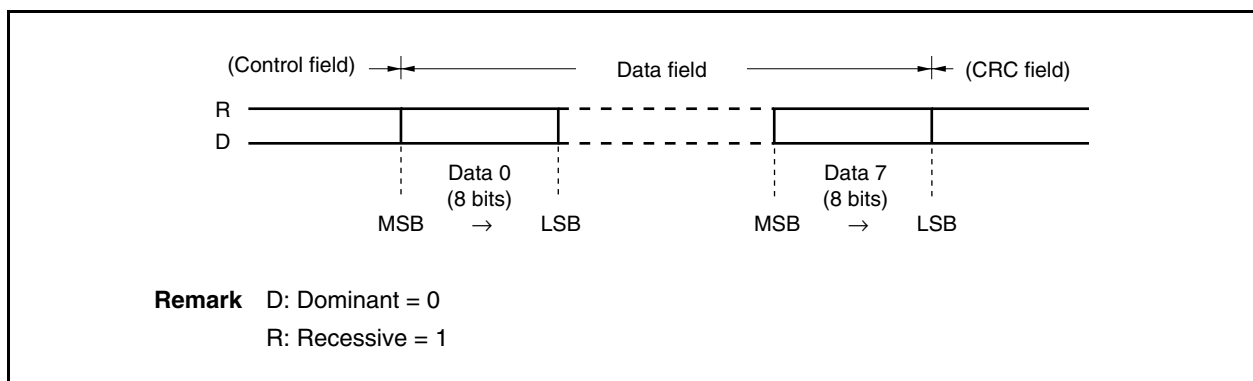 (Control field) Data field (CRC field)
R
D
Data 0 Data 7
(8 bits) (8 bits)
MSB → LSB MSB → LSB
Remark D: Dominant = 0
R: Recessive = 1